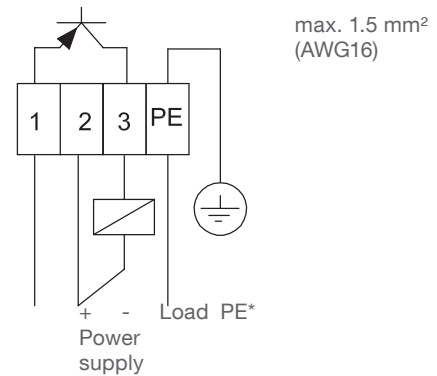 max. 1.5 mm²
(AWG16)
1 2 3 PE
+ - Load PE*
Power
supply